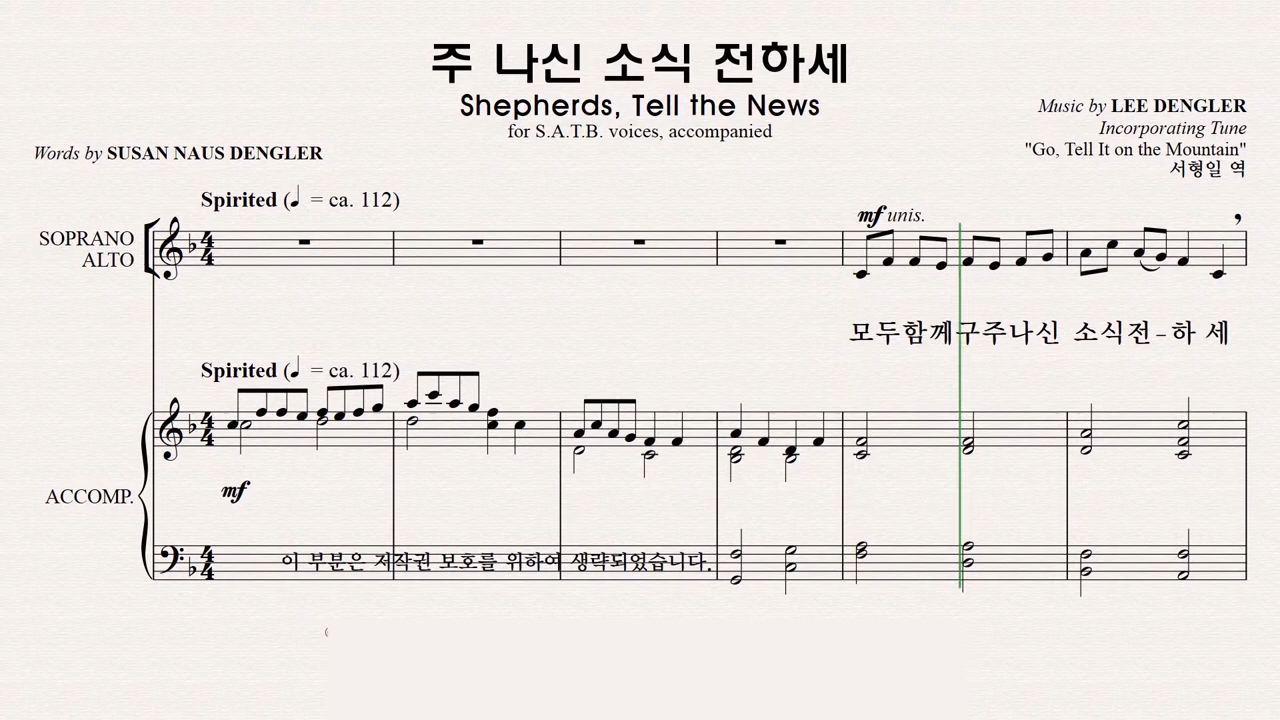 주 나신 소식 전하세
Shepherds, Tell the News
for S.A.T.B. voices, accompanied
Music by LEE DENGLER
Incorporating Tune
"Go, Tell It on the Mountain"
서형일 역
Words by SUSAN NAUS DENGLER
Spirited (♩ = ca. 112)
SOPRANO
ALTO
mf unis.
모두함께구주나신 소식전-하 세
Spirited (♩ = ca. 112)
mf
ACCOMP.
이 부분은 저작권 보호를 위하여 생략되었습니다.